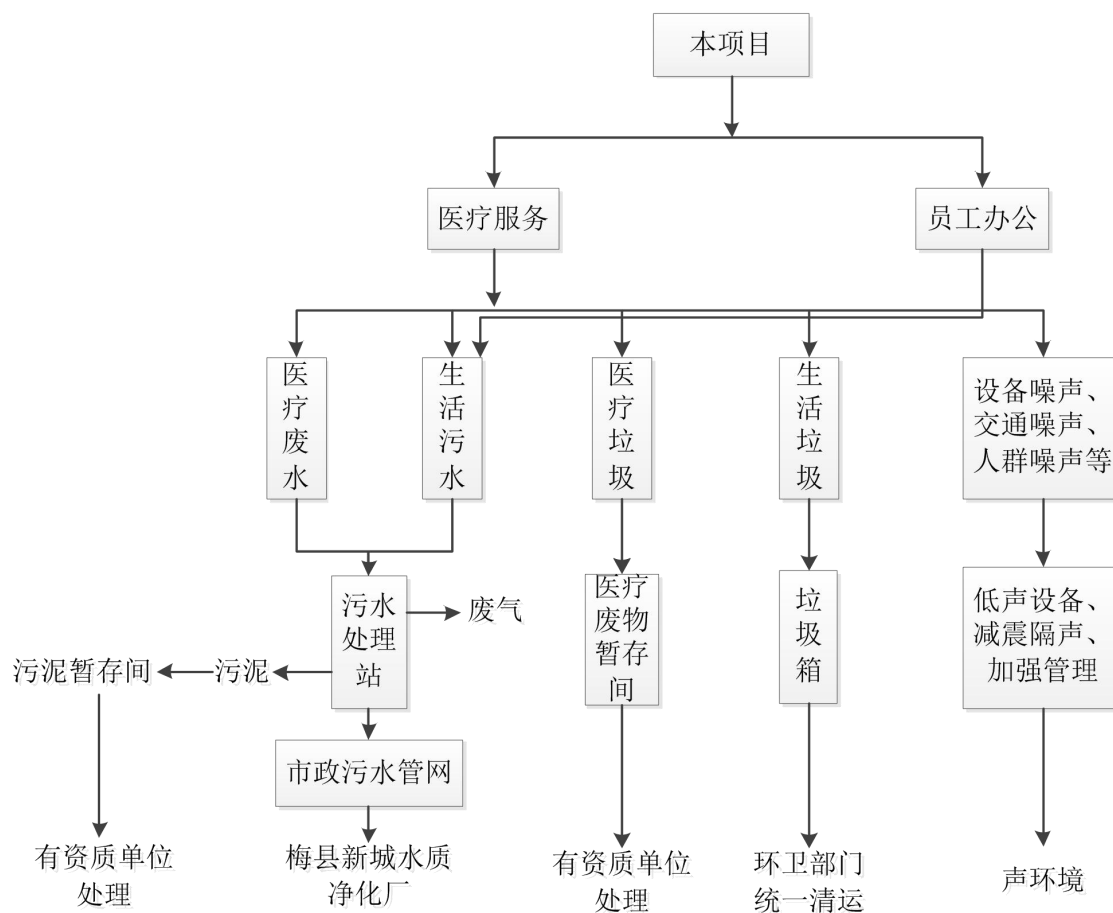 本项目
医疗服务
员工办公
医疗废水
生活污水
医疗垃圾
生活垃圾
设备噪声、
交通噪声、
人群噪声等
污水
处理
站
废气
污泥
污泥暂存间
医疗
废物
暂存
间
垃圾箱
低声设备、
减震隔声、
加强管理
市政污水管网
有资质单位
处理
梅县新城水质
净化厂
有资质单位
处理
环卫部门
统一清运
声环境